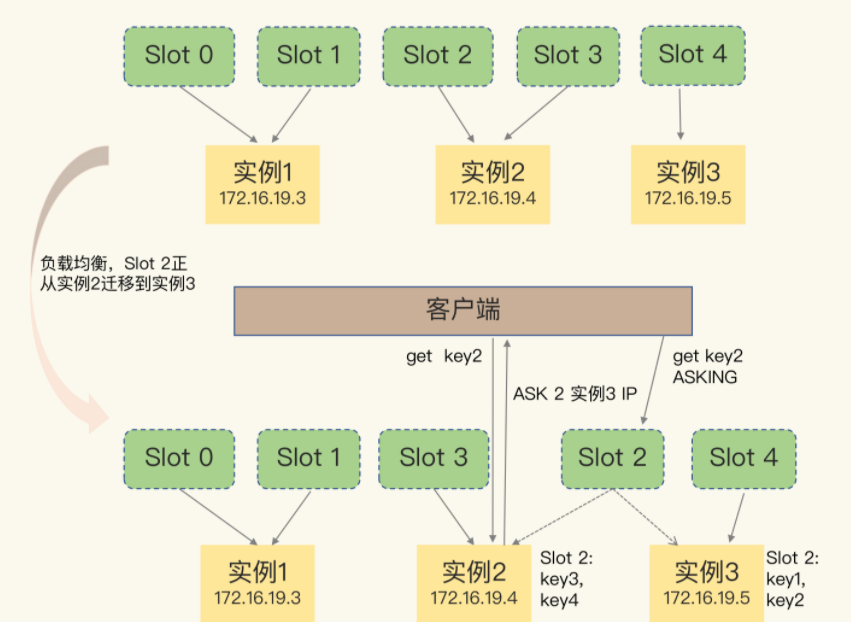 Slot 0
Slot 1
Slot 2
Slot 3
Slot 4
实例1
172.16.19.3
实例2
172.16.19.4
实例3
172.16.19.5
负载均衡，Slot 2正
从实例2迁移到实例3
客户端
get key2
ASK 2 实例3 IP
get key2
ASKING
Slot 0
Slot 1
Slot 3
Slot 2
Slot 4
实例1
172.16.19.3
实例2
172.16.19.4
Slot 2:
key3,
key4
实例3
172.16.19.5
Slot 2:
key1,
key2